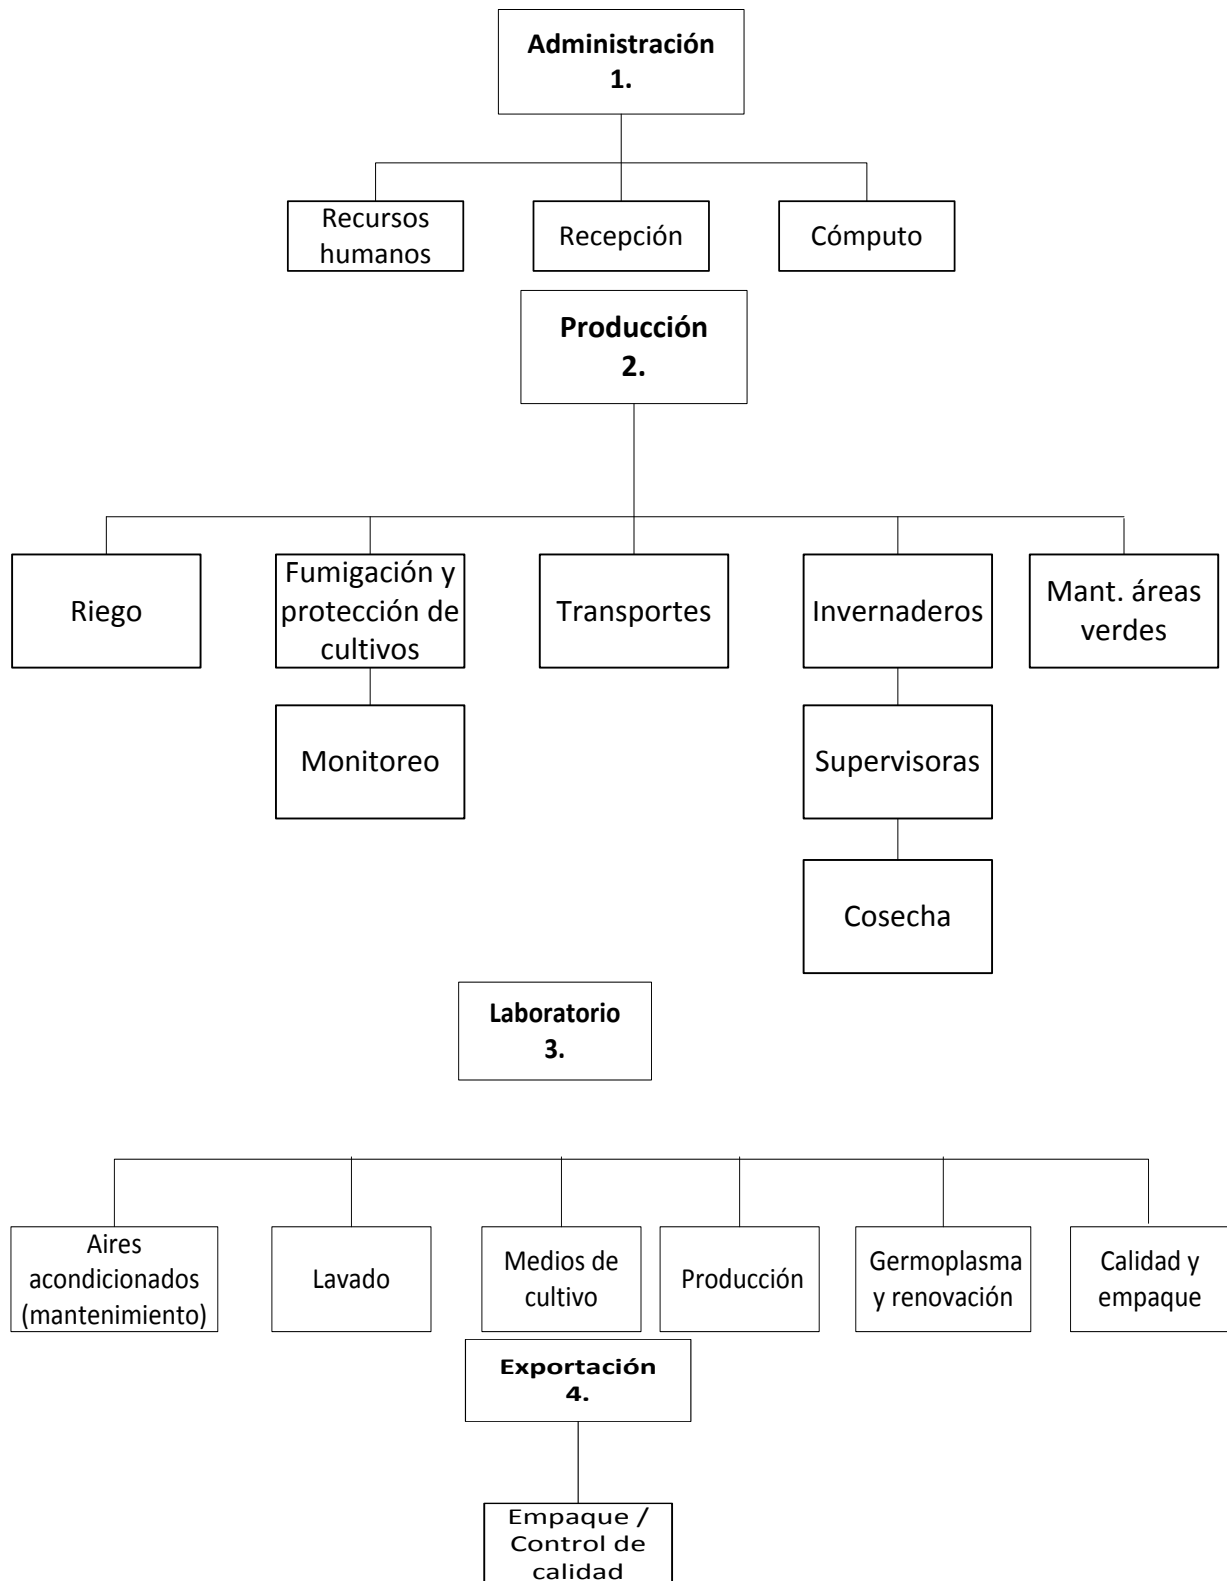 Administración
1.
Recursos
humanos
Recepción
Cómputo
Producción
2.
Riego
Fumigación y
protección de
cultivos
Transportes
Invernaderos
Mant. áreas
verdes
Monitoreo
Supervisoras
Cosecha
Laboratorio
3.
Aires
acondicionados
(mantenimiento)
Lavado
Medios de
cultivo
Producción
Germoplasma
y renovación
Calidad y
empaque
Exportación
4.
Empaque /
Control de
calidad